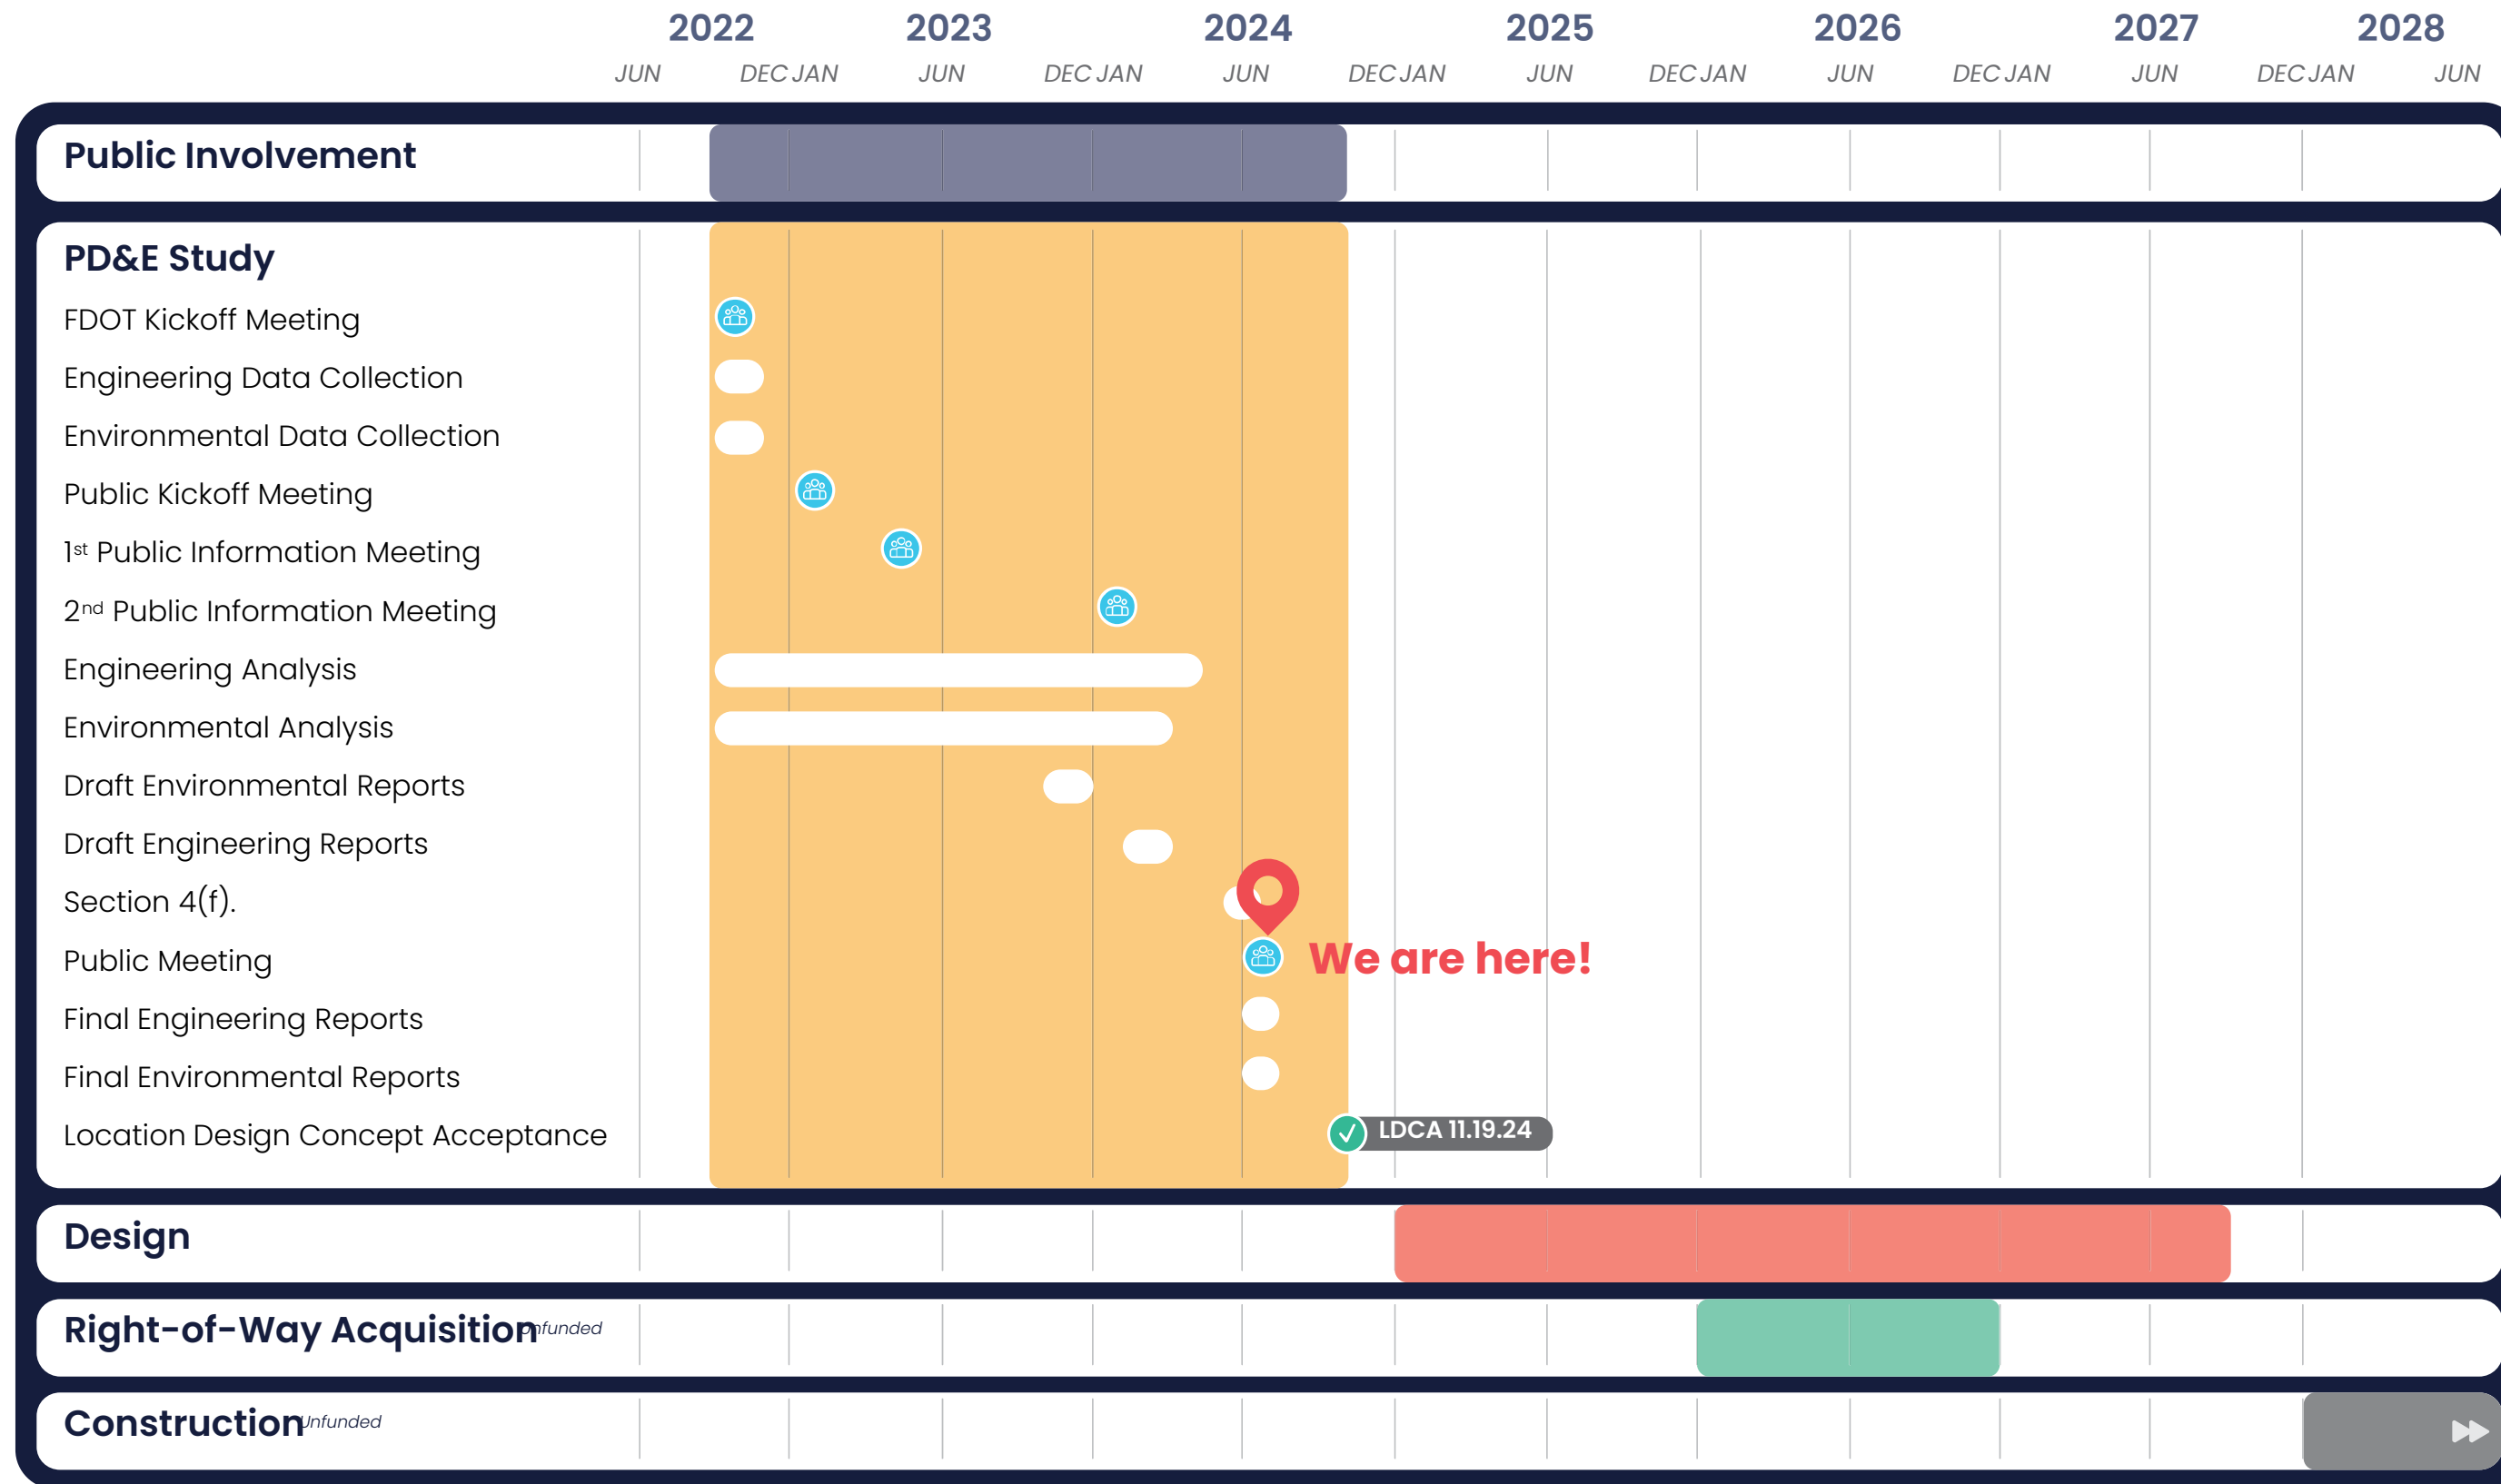 2022 2023 2024 2025 2026 2027 2028
JUN DEC JAN JUN DEC JAN JUN DEC JAN JUN DEC JAN JUN DEC JAN JUN DEC JAN JUN
Public Involvement
PD&E Study
FDOT Kickoff Meeting
Engineering Data Collection
Environmental Data Collection
Public Kickoff Meeting
1st Public Information Meeting
2nd Public Information Meeting
Engineering Analysis
Environmental Analysis
Draft Environmental Reports
Draft Engineering Reports
Section 4(f).
Public Meeting We are here!
Final Engineering Reports
Final Environmental Reports
Location Design Concept Acceptance LDCA 11.19.24
Design
Right-of-Way Acquisition Unfunded
Construction Unfunded